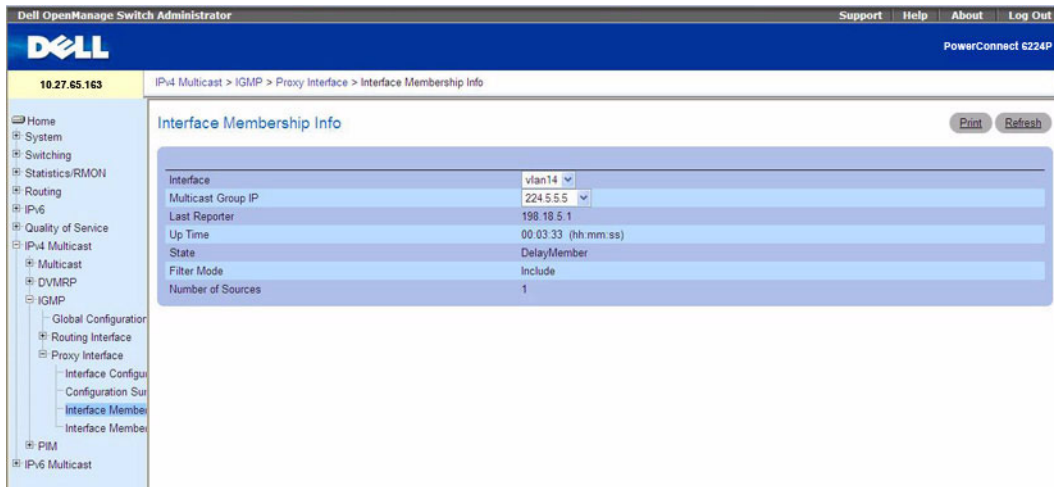 Dell OpenManage Switch Administrator Support Help About Log Out
DELL PowerConnect 6224P
10.27.65.163 IPv4 Multicast > IGMP > Proxy Interface > Interface Membership Info
Home
System
Switching
Statistics/RMON
Routing
IPv6
Quality of Service
IPv4 Multicast
Multicast
DVMRP
IGMP
Global Configuration
Routing Interface
Proxy Interface
Interface Configu
Configuration Sur
Interface Member
Interface Member
PIM
IPv6 Multicast
Interface Membership Info Print Refresh
Interface vlan14
Multicast Group IP 224.5.5.5
Last Reporter 198.18.5.1
Up Time 00:03:33 (hh:mm:ss)
State DelayMember
Filter Mode Include
Number of Sources 1